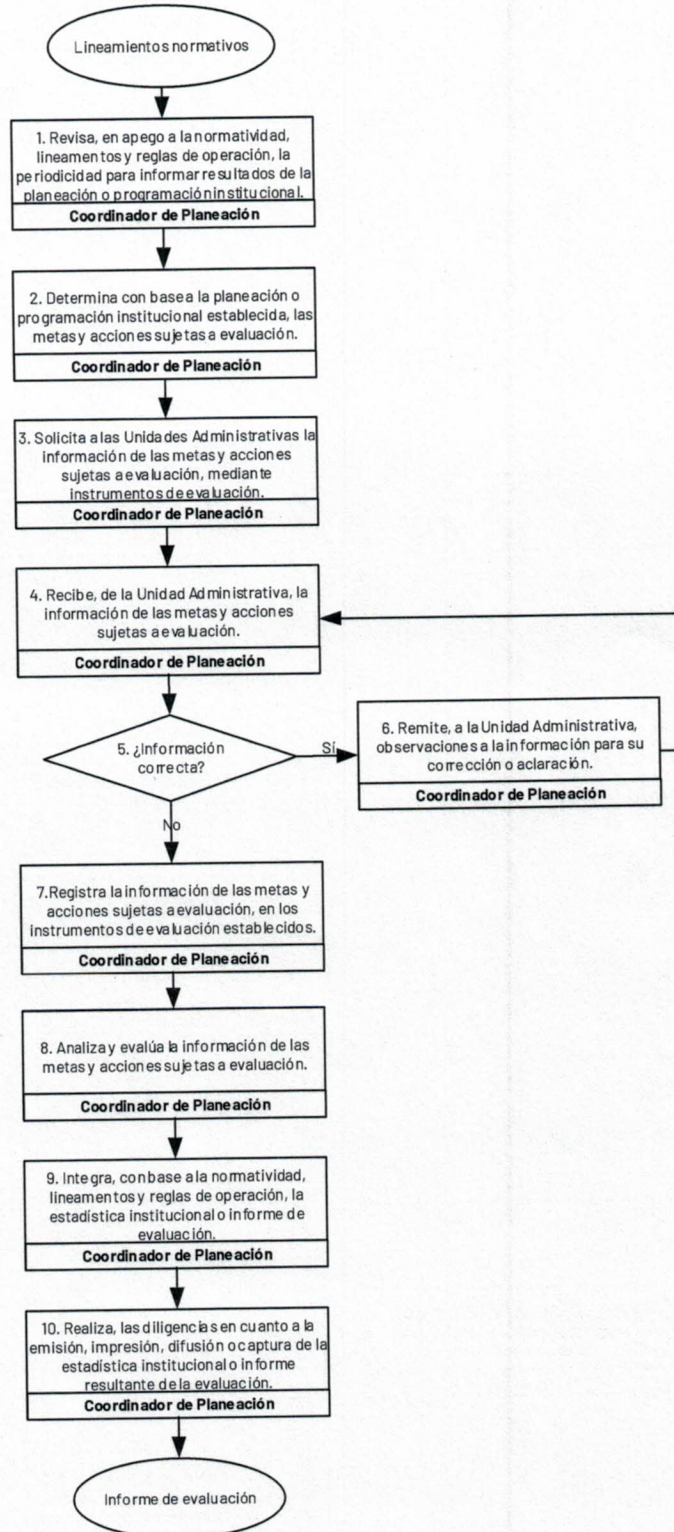 Lineamientos normativos
1. Revisa, en apego a la normatividad,
lineamentos y reglas de operación, la
periodicidad para informar resultados de la
planeación o programación institucional.
Coordinador de Planeación
2. Determina con base a la planeación o
programación institucional establecida, las
metas y acciones sujetas a evaluación.
Coordinador de Planeación
3. Solicita a las Unidades Administrativas la
información de las metas y acciones
sujetas a evaluación, mediante
instrumentos de evaluación.
Coordinador de Planeación
4. Recibe, de la Unidad Administrativa, la
información de las metas y acciones
sujetas a evaluación.
Coordinador de Planeación
5. ¿Información
correcta?
Sí
6. Remite, a la Unidad Administrativa,
observaciones a la información para su
corrección o aclaración.
Coordinador de Planeación
No
7.Registra la información de las metas y
acciones sujetas a evaluación, en los
instrumentos de evaluación establecidos.
Coordinador de Planeación
8. Analiza y evalúa la información de las
metas y acciones sujetas a evaluación.
Coordinador de Planeación
9. Integra, con base a la normatividad,
lineamentos y reglas de operación, la
estadística institucional o informe de
evaluación.
Coordinador de Planeación
10. Realiza, las diligencias en cuanto a la
emisión, impresión, difusión o captura de la
estadística institucional o informe
resultante de la evaluación.
Coordinador de Planeación
Informe de evaluación